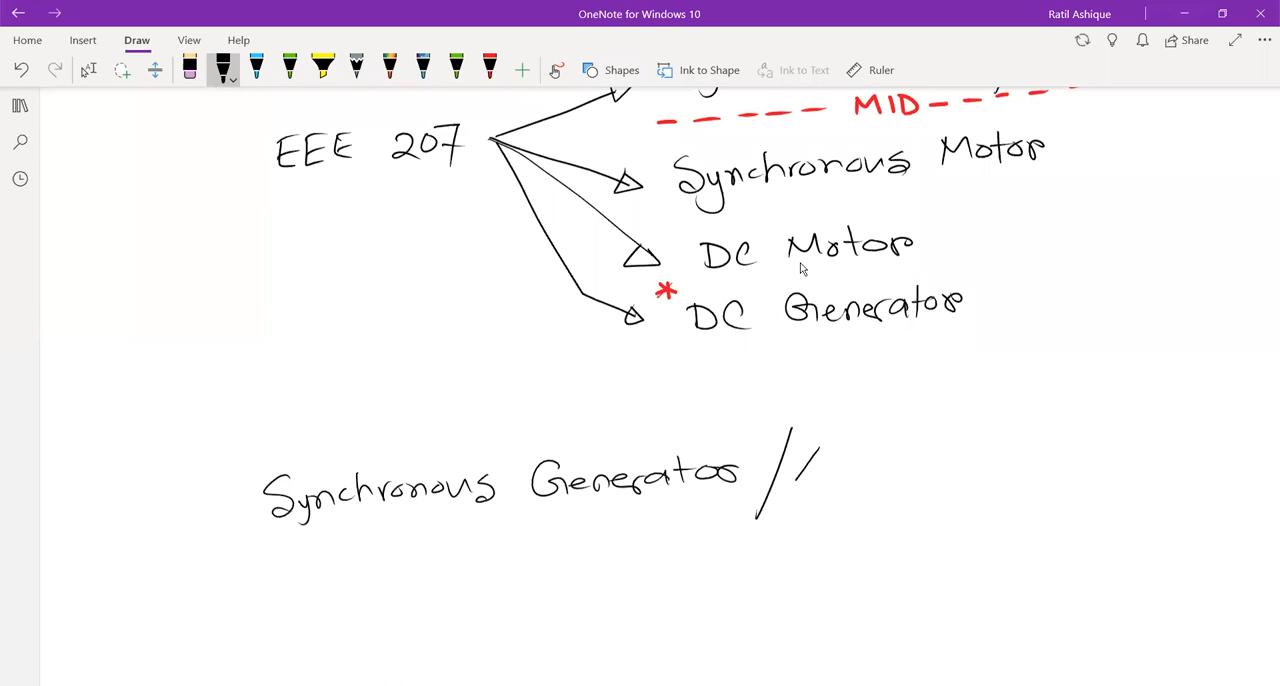 OneNote for Windows 10
Ratil Ashique
Home Insert Draw View Help
Share
Shapes Ink to Shape Ink to Text Ruler
MID
EEE 207
Synchronous Motor
DC Motor
* DC Generator
Synchronous Generator /